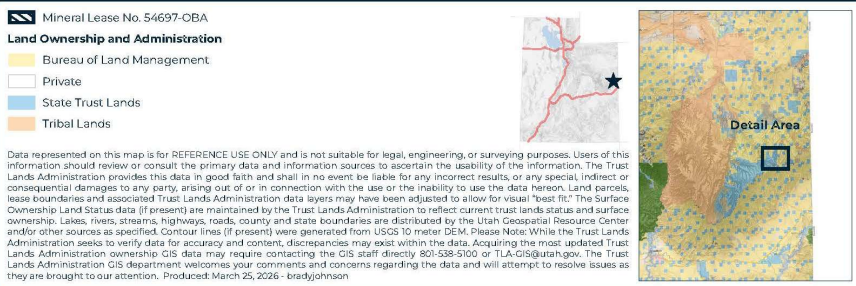 Mineral Lease No. 54697-OBA
Land Ownership and Administration
Bureau of Land Management
Private
State Trust Lands
Tribal Lands
Detail Area
Data represented on this map is for REFERENCE USE ONLY and is not suitable for legal, engineering, or surveying purposes. Users of this
information should review or consult the primary data and information sources to ascertain the usability of the information. The Trust
Lands Administration provides this data in good faith and shall in no event be liable for any incorrect results, or any special, indirect or
consequential damages to any party, arising out of or in connection with the use or the inability to use the data hereon. Land parcels,
lease boundaries and associated Trust Lands Administration data layers may have been adjusted to allow for visual “best fit.” The Surface
Ownership Land Status data (if present) are maintained by the Trust Lands Administration to reflect current trust lands status and surface
ownership. Lakes, rivers, streams, highways, roads, county and state boundaries are distributed by the Utah Geospatial Resource Center
and/or other sources as specified. Contour lines (if present) were generated from USGS 10 meter DEM. Please Note: While the Trust Lands
Administration seeks to verify data for accuracy and content, discrepancies may exist within the data. Acquiring the most updated Trust
Lands Administration ownership GIS data may require contacting the GIS staff directly 801-538-5100 or TLA-GIS@utah.gov. The Trust
Lands Administration GIS department welcomes your comments and concerns regarding the data and will attempt to resolve issues as
they are brought to our attention. Produced: March 25, 2026 - bradyjohnson